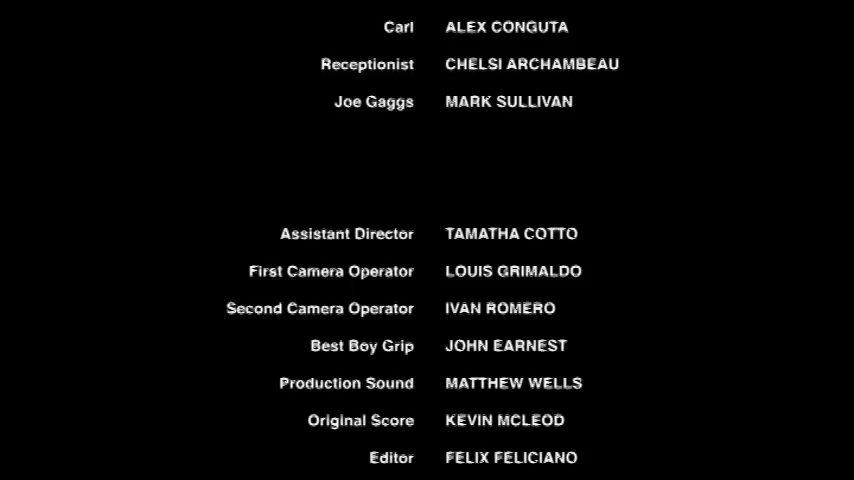 Carl ALEX CONGUTA
Receptionist CHELSI ARCHAMBEAU
Joe Gaggs MARK SULLIVAN
Assistant Director TAMATHA COTTO
First Camera Operator LOUIS GRIMALDO
Second Camera Operator IVAN ROMERO
Best Boy Grip JOHN EARNEST
Production Sound MATTHEW WELLS
Original Score KEVIN MCLEOD
Editor FELIX FELICIANO